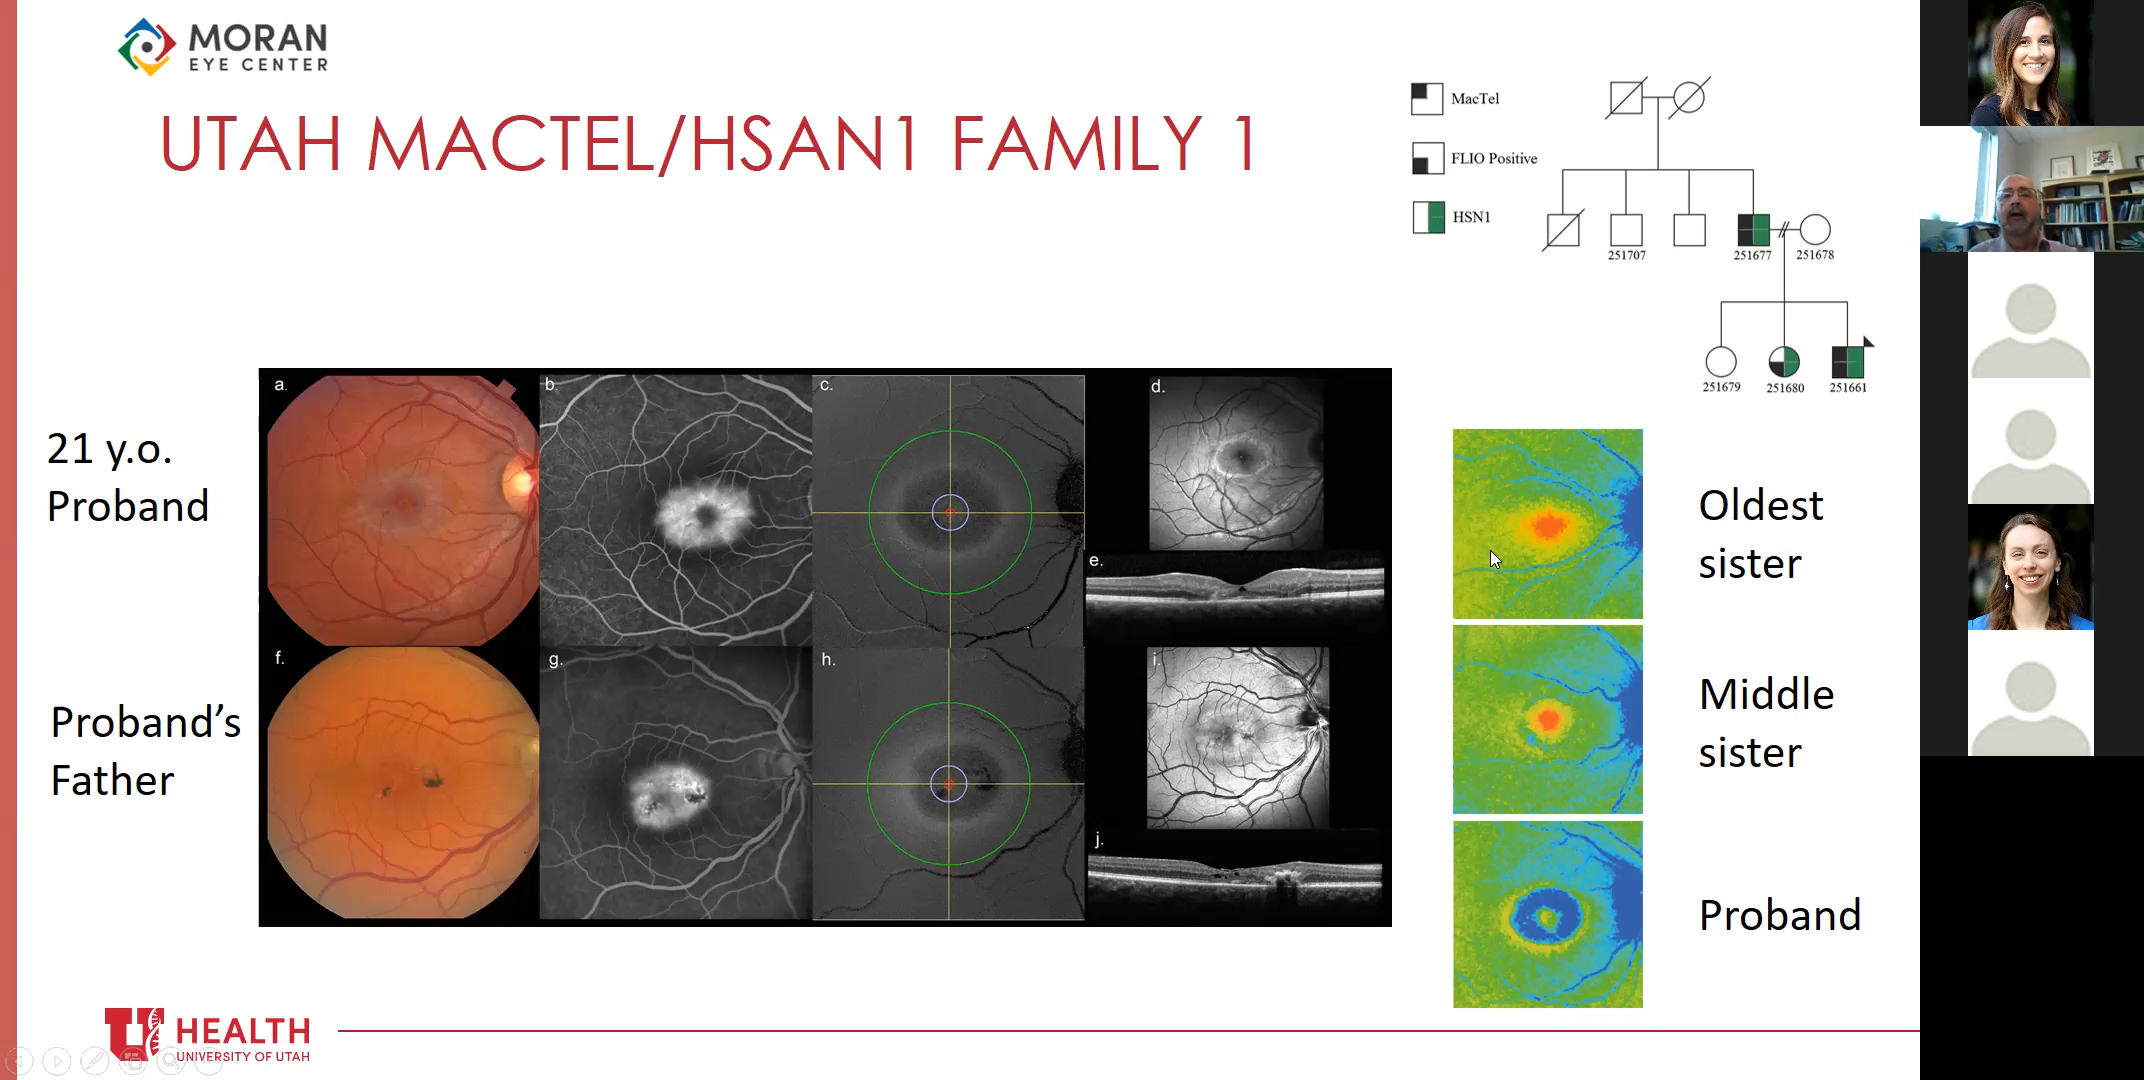 MORAN
EYE CENTER
UTAH MACTEL/HSAN1 FAMILY 1
MacTel
FLIO Positive
HSN1
251707
251677
251678
251679
251680
251661
21 y.o.
Proband
Proband's
Father
a.
b.
c.
d.
e.
f.
g.
h.
i.
j.
Oldest
sister
Middle
sister
Proband
U
HEALTH
UNIVERSITY OF UTAH